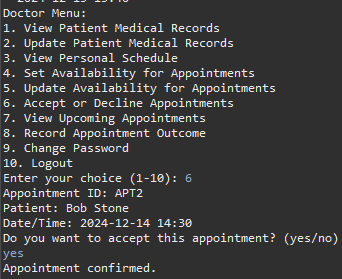 Doctor Menu:
1. View Patient Medical Records
2. Update Patient Medical Records
3. View Personal Schedule
4. Set Availability for Appointments
5. Update Availability for Appointments
6. Accept or Decline Appointments
7. View Upcoming Appointments
8. Record Appointment Outcome
9. Change Password
10. Logout
Enter your choice (1-10): 6
Appointment ID: APT2
Patient: Bob Stone
Date/Time: 2024-12-14 14:30
Do you want to accept this appointment? (yes/no)
yes
Appointment confirmed.